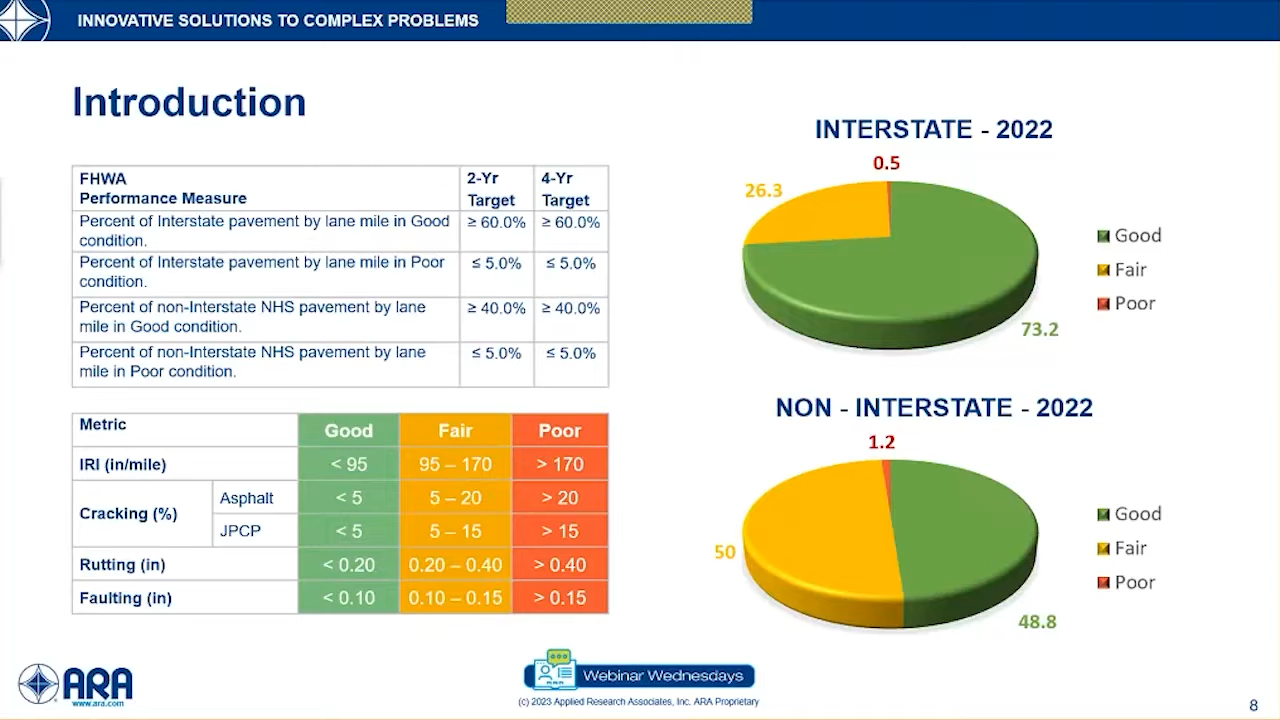 INNOVATIVE SOLUTIONS TO COMPLEX PROBLEMS
Introduction
FHWA
Performance Measure
2-Yr
Target
4-Yr
Target
Percent of Interstate pavement by lane mile in Good
condition.
≥ 60.0%
≥ 60.0%
Percent of Interstate pavement by lane mile in Poor
condition.
≤ 5.0%
≤ 5.0%
Percent of non-Interstate NHS pavement by lane
mile in Good condition.
≥ 40.0%
≥ 40.0%
Percent of non-Interstate NHS pavement by lane
mile in Poor condition.
≤ 5.0%
≤ 5.0%
Metric
Good
Fair
Poor
IRI (in/mile)
< 95
95 – 170
> 170
Cracking (%)
Asphalt
< 5
5 – 20
> 20
JPCP
< 5
5 – 15
> 15
Rutting (in)
< 0.20
0.20 – 0.40
> 0.40
Faulting (in)
< 0.10
0.10 – 0.15
> 0.15
INTERSTATE - 2022
0.5
26.3
73.2
Good
Fair
Poor
NON - INTERSTATE - 2022
1.2
50
48.8
Good
Fair
Poor
ARA
www.ara.com
Webinar Wednesdays
(c) 2023 Applied Research Associates, Inc. ARA Proprietary
8